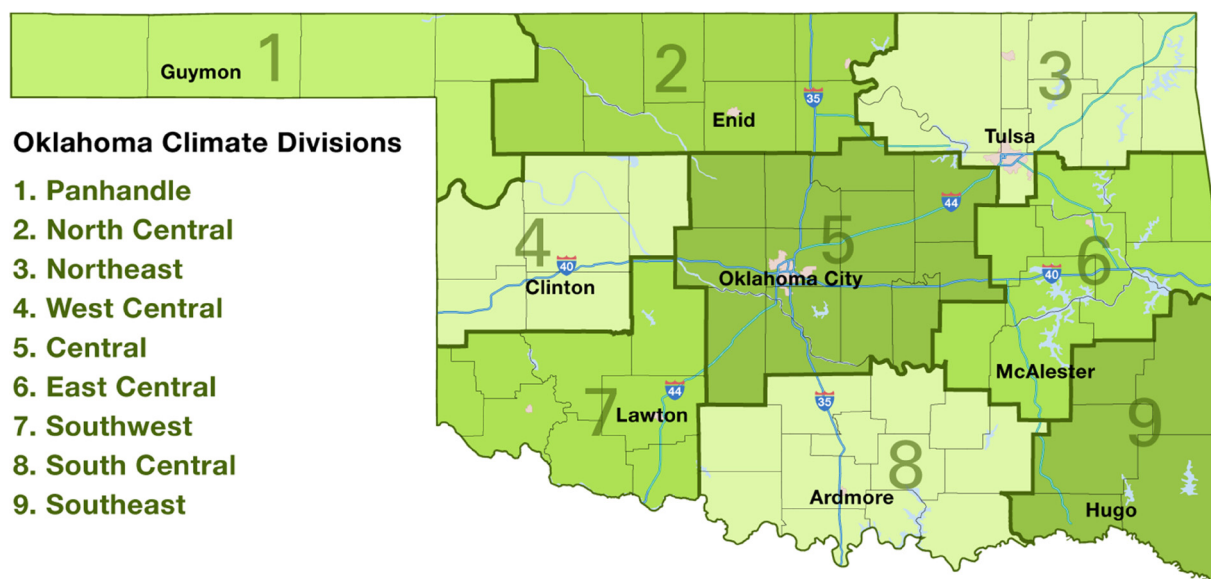 1
Guymon
2
35
Enid
3
Tulsa
Oklahoma Climate Divisions
1. Panhandle
2. North Central
3. Northeast
4. West Central
5. Central
6. East Central
7. Southwest
8. South Central
9. Southeast
4
40
Clinton
44
5
Oklahoma City
6
40
McAlester
7
44
Lawton
35
8
Ardmore
9
Hugo